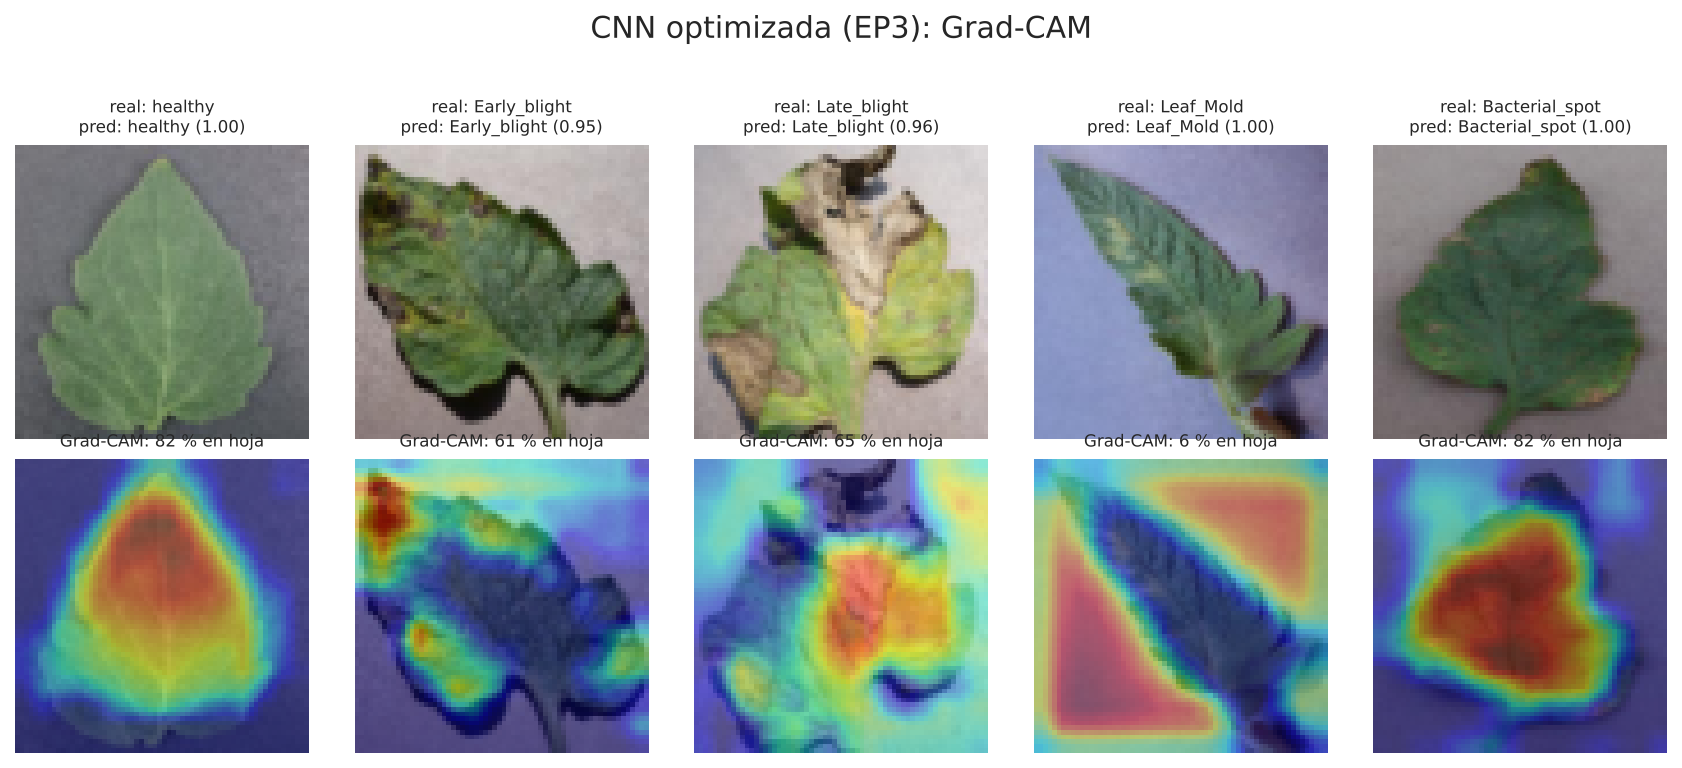 CNN optimizada (EP3): Grad-CAM
real: healthy
pred: healthy (1.00)
real: Early_blight
pred: Early_blight (0.95)
real: Late_blight
pred: Late_blight (0.96)
real: Leaf_Mold
pred: Leaf_Mold (1.00)
real: Bacterial_spot
pred: Bacterial_spot (1.00)
Grad-CAM: 82 % en hoja
Grad-CAM: 61 % en hoja
Grad-CAM: 65 % en hoja
Grad-CAM: 6 % en hoja
Grad-CAM: 82 % en hoja